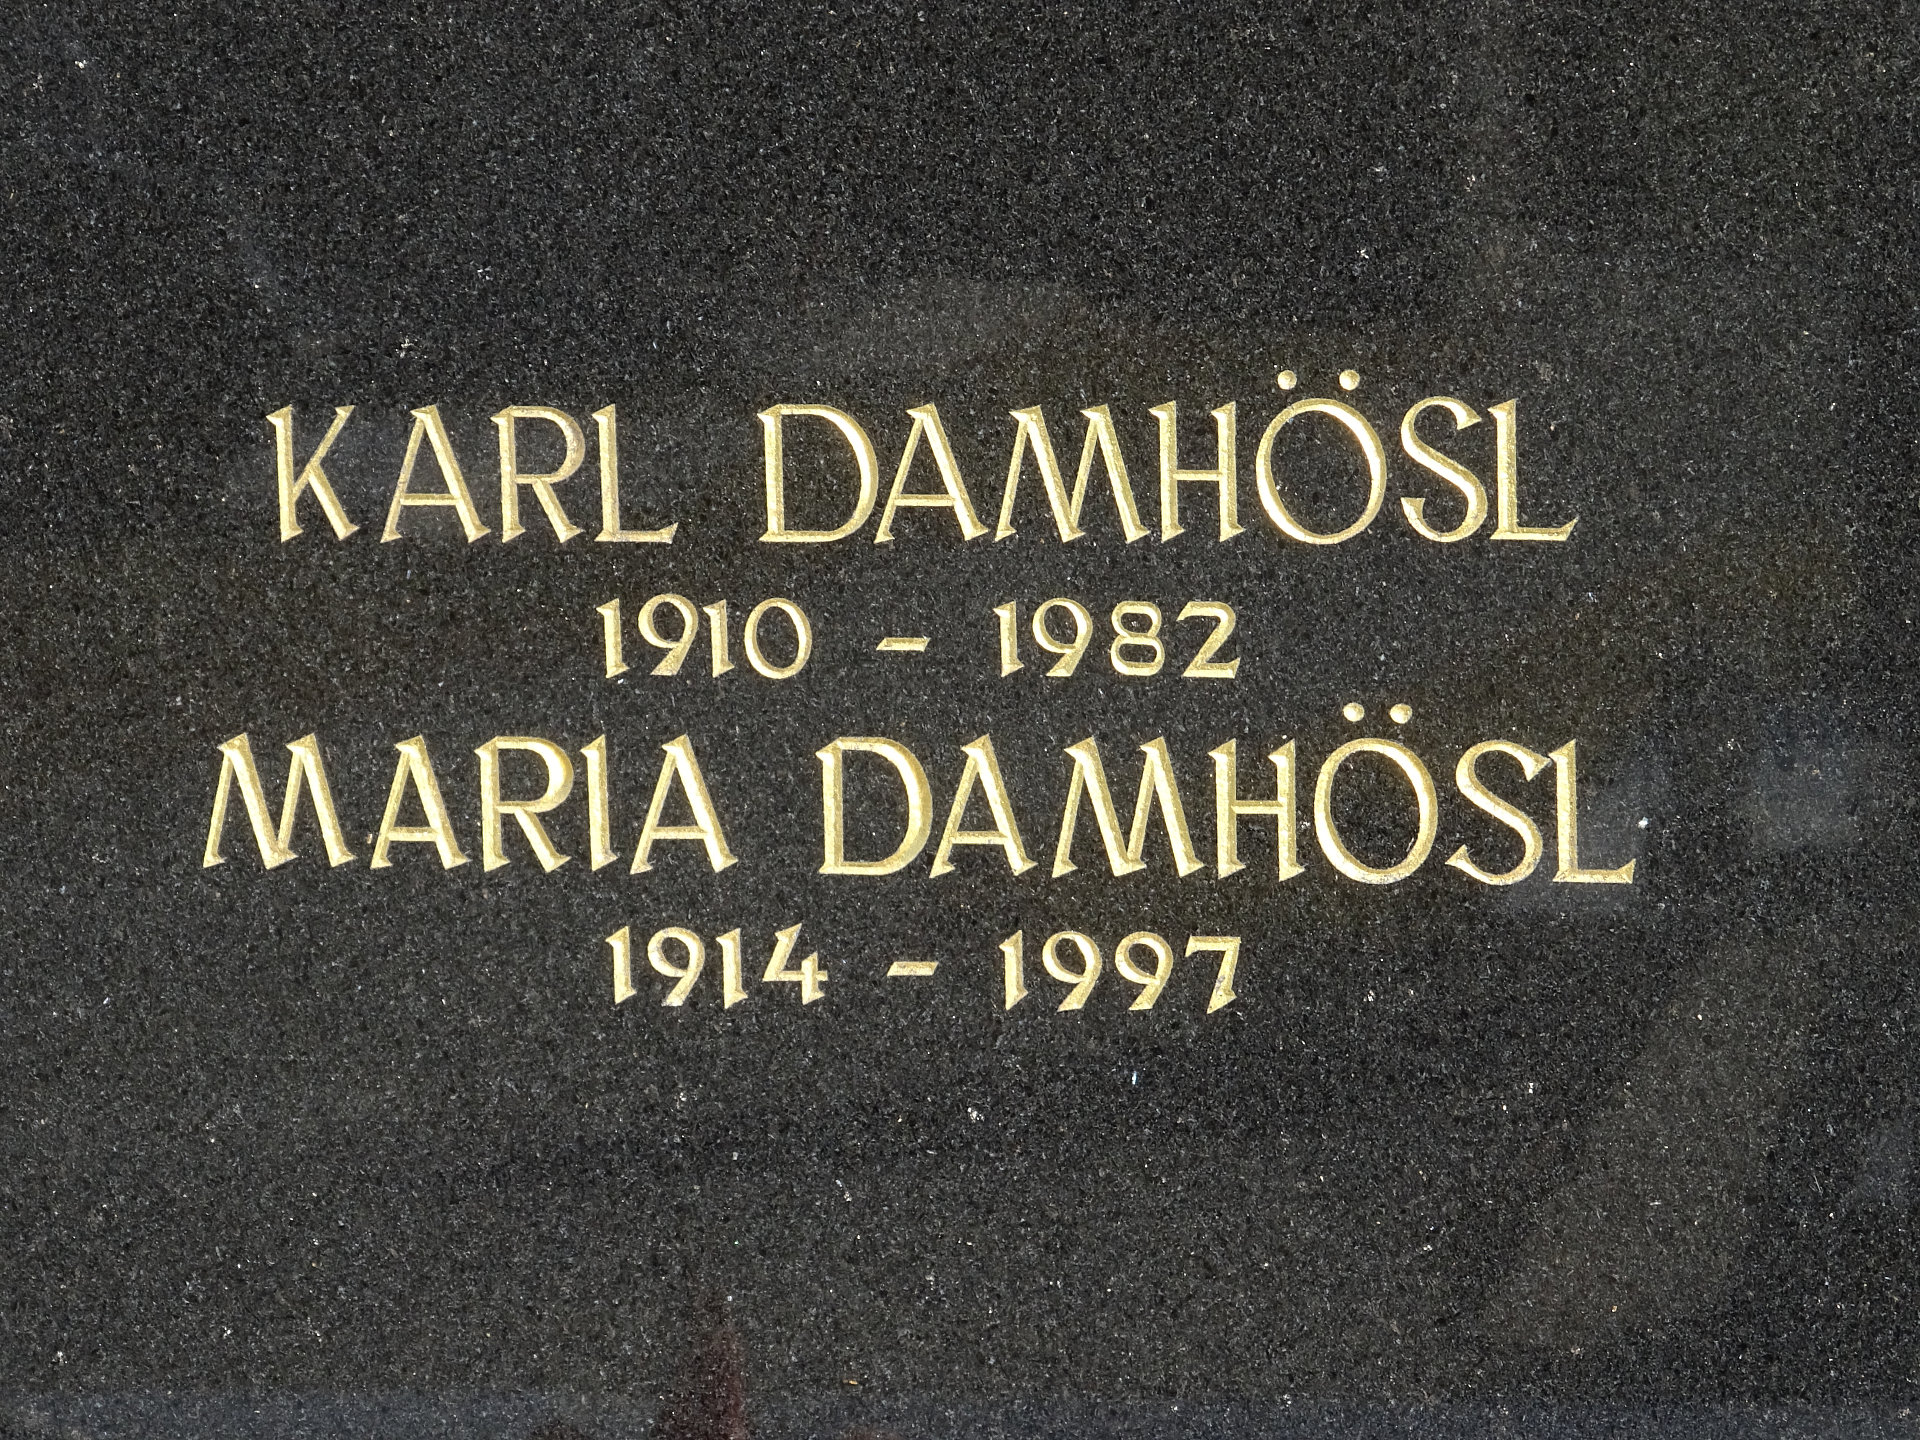 KARL DAMHÖSL
1910 - 1982
MARIA DAMHÖSL
1914 - 1997